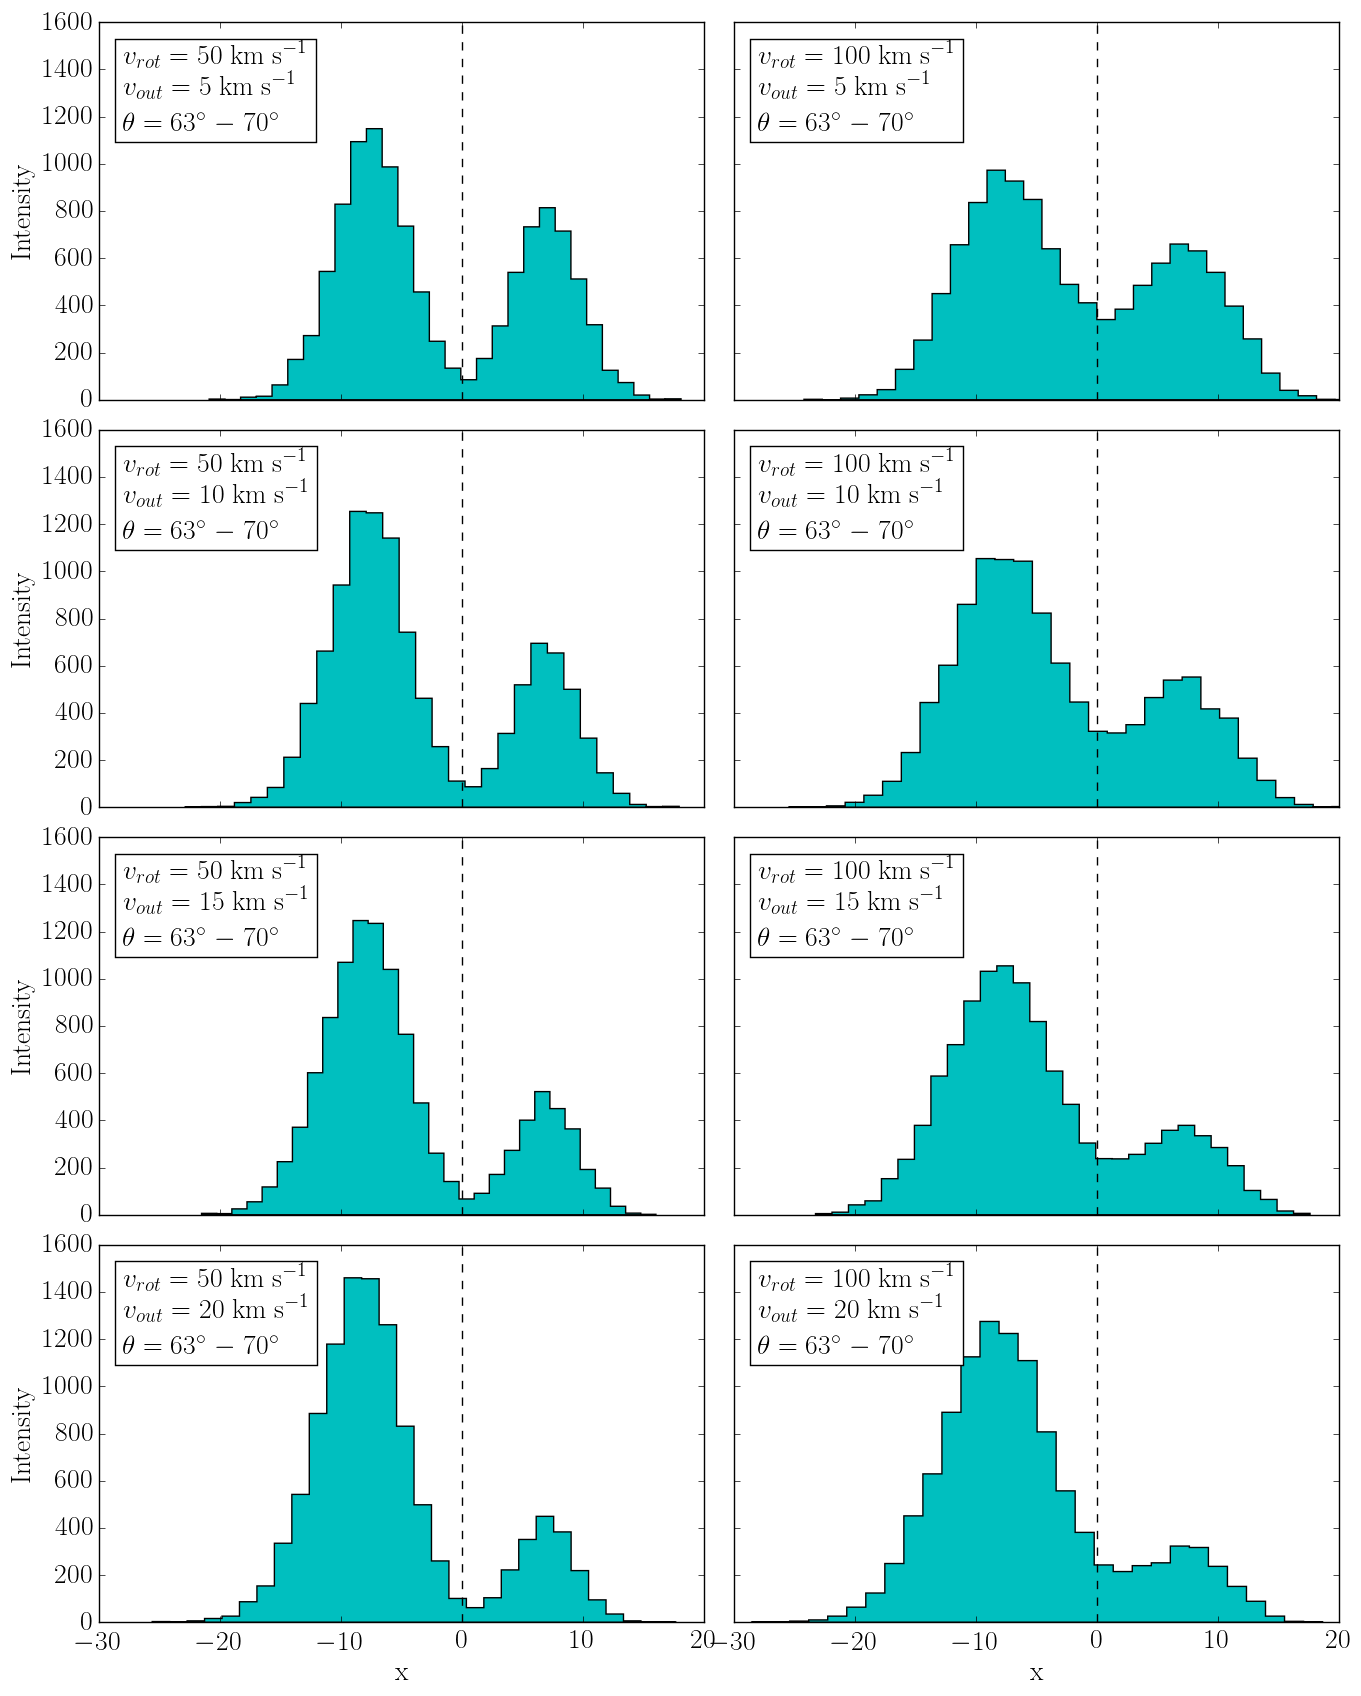 1600
1400
1200
1000
800
600
400
200
0
Intensity
v_rot = 50 km s⁻¹
v_out = 5 km s⁻¹
θ = 63° − 70°
v_rot = 100 km s⁻¹
v_out = 5 km s⁻¹
θ = 63° − 70°
1600
1400
1200
1000
800
600
400
200
0
Intensity
v_rot = 50 km s⁻¹
v_out = 10 km s⁻¹
θ = 63° − 70°
v_rot = 100 km s⁻¹
v_out = 10 km s⁻¹
θ = 63° − 70°
1600
1400
1200
1000
800
600
400
200
0
Intensity
v_rot = 50 km s⁻¹
v_out = 15 km s⁻¹
θ = 63° − 70°
v_rot = 100 km s⁻¹
v_out = 15 km s⁻¹
θ = 63° − 70°
1600
1400
1200
1000
800
600
400
200
0
Intensity
v_rot = 50 km s⁻¹
v_out = 20 km s⁻¹
θ = 63° − 70°
v_rot = 100 km s⁻¹
v_out = 20 km s⁻¹
θ = 63° − 70°
−30 −20 −10 0 10 20
−30 −20 −10 0 10 20
x
x